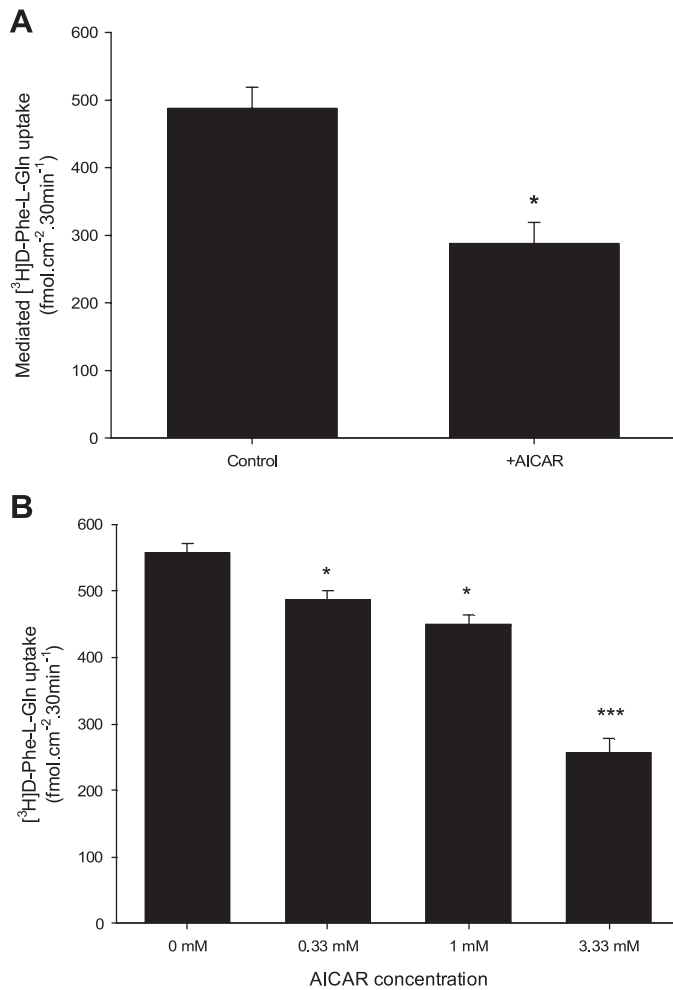 A
Mediated [³H]D-Phe-L-Gln uptake
(fmol.cm⁻².30min⁻¹)
600
500
400
300
200
100
0
*
Control
+AICAR
B
[³H]D-Phe-L-Gln uptake
(fmol.cm⁻².30min⁻¹)
600
500
400
300
200
100
0
*
*
***
0 mM
0.33 mM
1 mM
3.33 mM
AICAR concentration